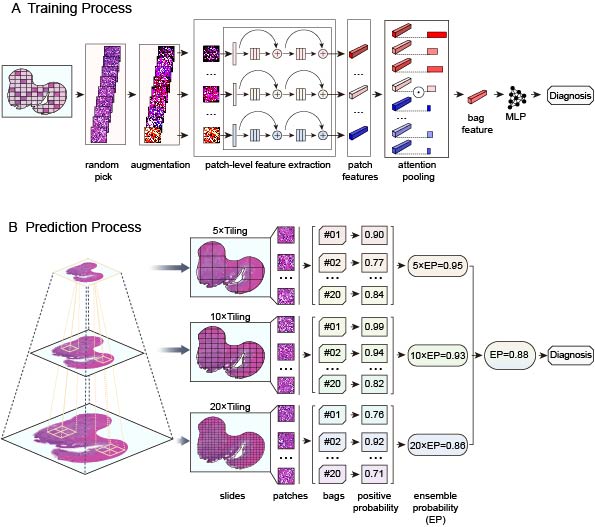 A Training Process
...
...
...
...
...
...
random
pick
augmentation
patch-level feature extraction
patch
features
attention
pooling
bag
feature
MLP
Diagnosis
B Prediction Process
5×Tiling
#01
0.90
#02
0.77
...
...
...
#20
0.84
5×EP=0.95
10×Tiling
#01
0.99
#02
0.94
...
...
...
#20
0.82
10×EP=0.93
EP=0.88
Diagnosis
20×Tiling
#01
0.76
#02
0.92
...
...
...
#20
0.71
20×EP=0.86
slides
patches
bags
positive
probability
ensemble
probability
(EP)